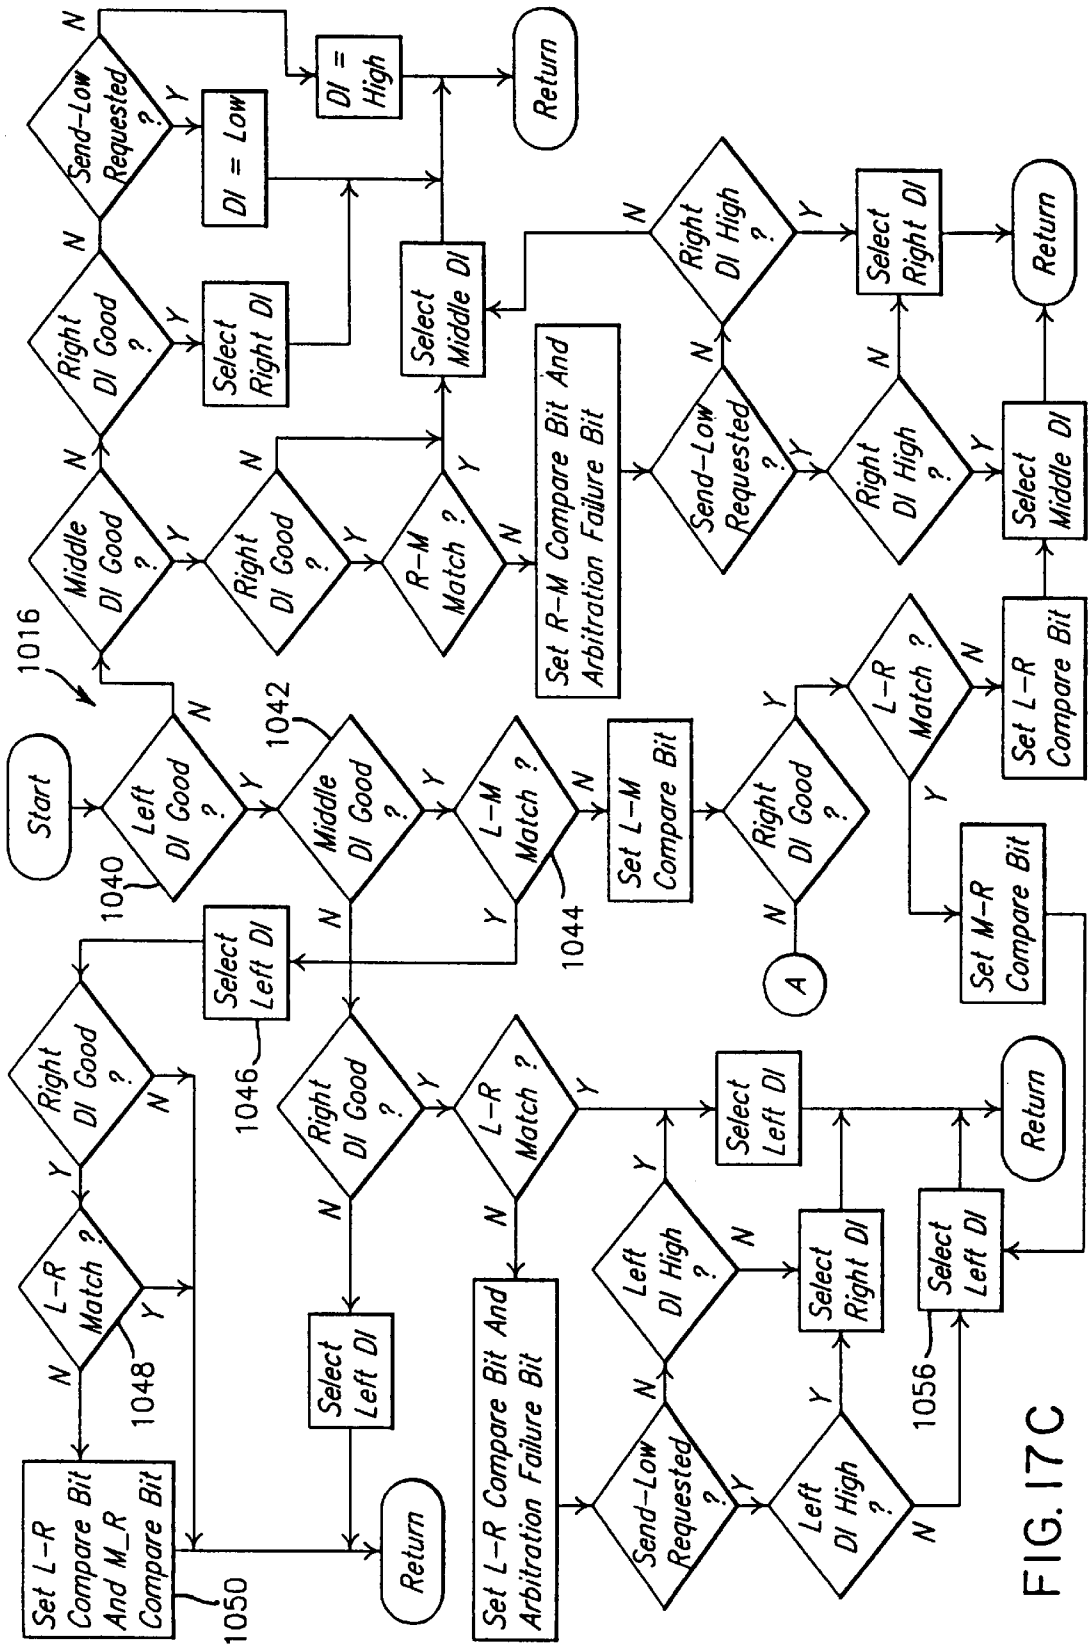 Start
1016
1040
Left
DI Good
?
N
Y
Middle
DI Good
?
N
Y
Right
DI Good
?
N
Y
Send-Low
Requested
?
N
Y
DI = Low
DI =
High
Select
Right DI
Return
Right
DI Good
?
N
Y
R-M
Match ?
Y
N
Select
Middle DI
Set R-M Compare Bit And
Arbitration Failure Bit
Send-Low
Requested
?
N
Y
Right
DI High
?
N
Y
Right
DI High
?
N
Y
Select
Right DI
Select
Middle DI
Return
1042
Middle
DI Good
?
N
Y
L-M
Match ?
Y
N
1044
Set L-M
Compare Bit
Right
DI Good
?
N
Y
A
L-R
Match ?
Y
N
Set L-R
Compare Bit
Set M-R
Compare Bit
Select
Left DI
1046
Right
DI Good
?
N
Y
L-R
Match ?
N
Y
1048
Set L-R
Compare Bit
And M_R
Compare Bit
1050
Right
DI Good
?
N
Y
Select
Left DI
Return
L-R
Match ?
N
Y
Set L-R Compare Bit And
Arbitration Failure Bit
Send-Low
Requested
?
N
Y
Left
DI High
?
Y
N
Left
DI High
?
Y
N
Select
Left DI
Select
Right DI
1056
Select
Left DI
Return
FIG. 17C